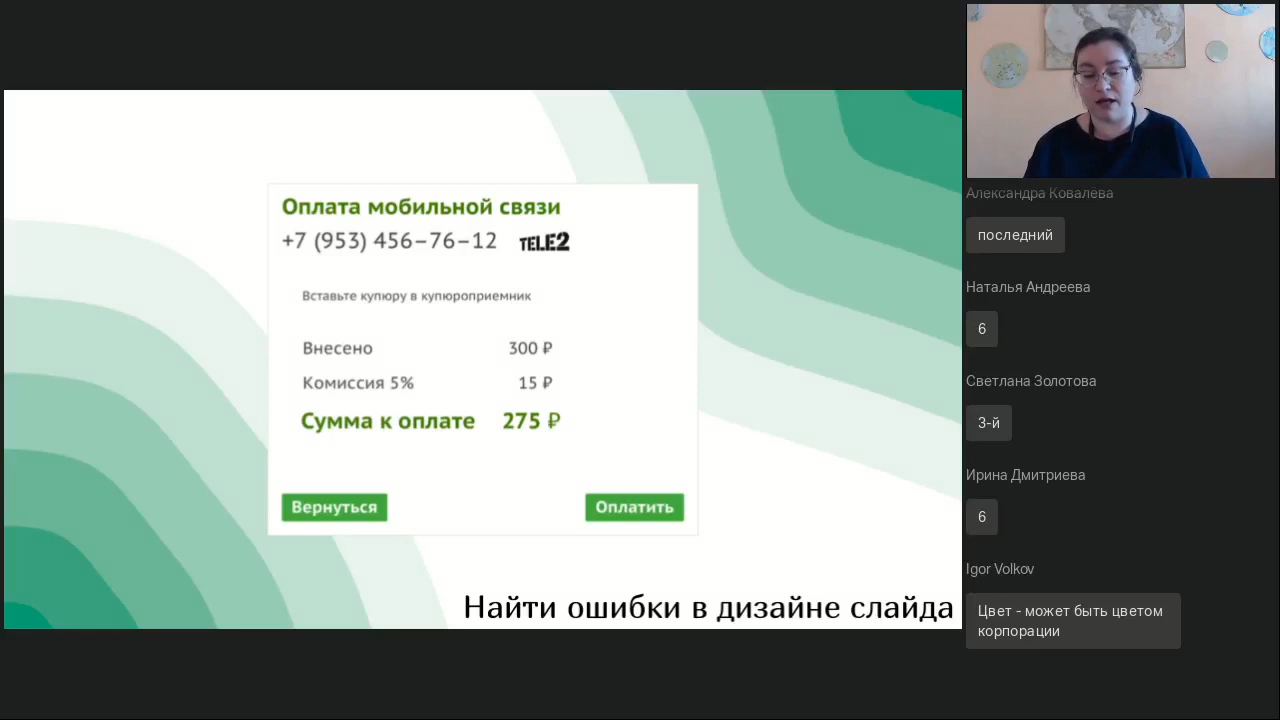 Оплата мобильной связи
+7 (953) 456–76–12 TELE2
Вставьте купюру в купюроприемник
Внесено 300 ₽
Комиссия 5% 15 ₽
Сумма к оплате 275 ₽
Вернуться Оплатить
Найти ошибки в дизайне слайда
Александра Ковалёва
последний
Наталья Андреева
6
Светлана Золотова
3-й
Ирина Дмитриева
6
Igor Volkov
Цвет - может быть цветом
корпорации